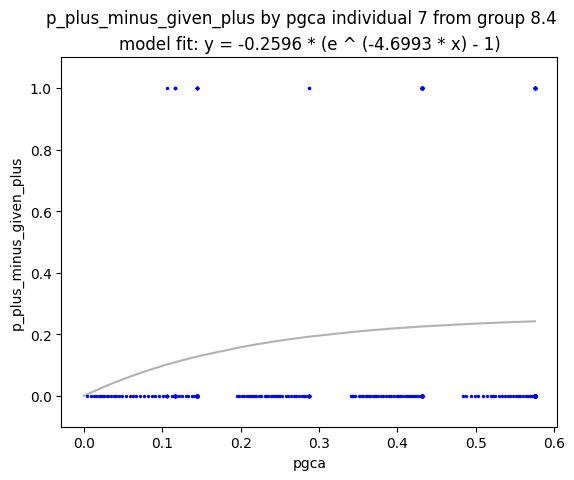 p_plus_minus_given_plus by pgca individual 7 from group 8.4
model fit: y = -0.2596 * (e ^ (-4.6993 * x) - 1)
1.0
0.8
0.6
0.4
0.2
0.0
p_plus_minus_given_plus
0.0 0.1 0.2 0.3 0.4 0.5 0.6
pgca